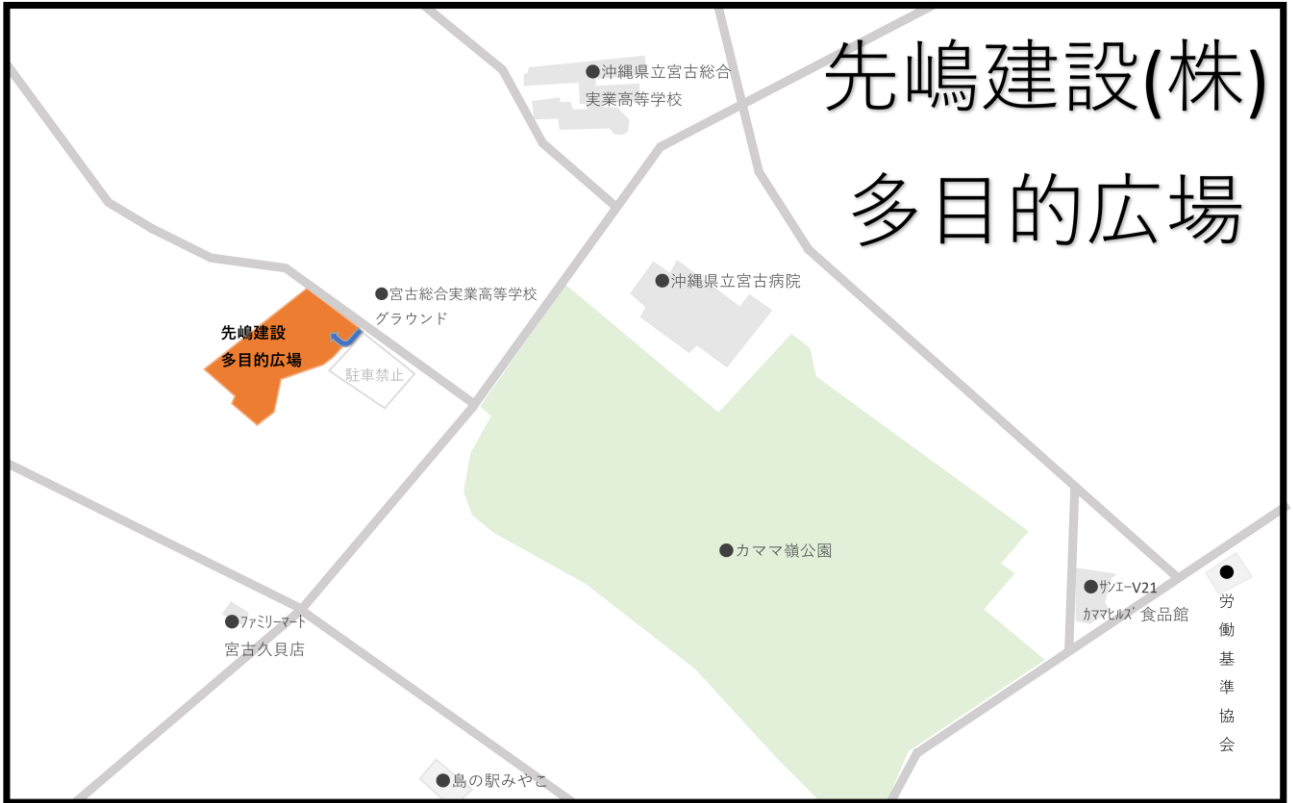 先嶋建設(株)
多目的広場
●沖縄県立宮古総合
実業高等学校
●沖縄県立宮古病院
●宮古総合実業高等学校
グラウンド
先嶋建設
多目的広場
駐車禁止
●カママ嶺公園
●サンエーV21
カママヒルズ 食品館
●
労働基準協会
●ファミリーマート
宮古久貝店
●島の駅みやこ